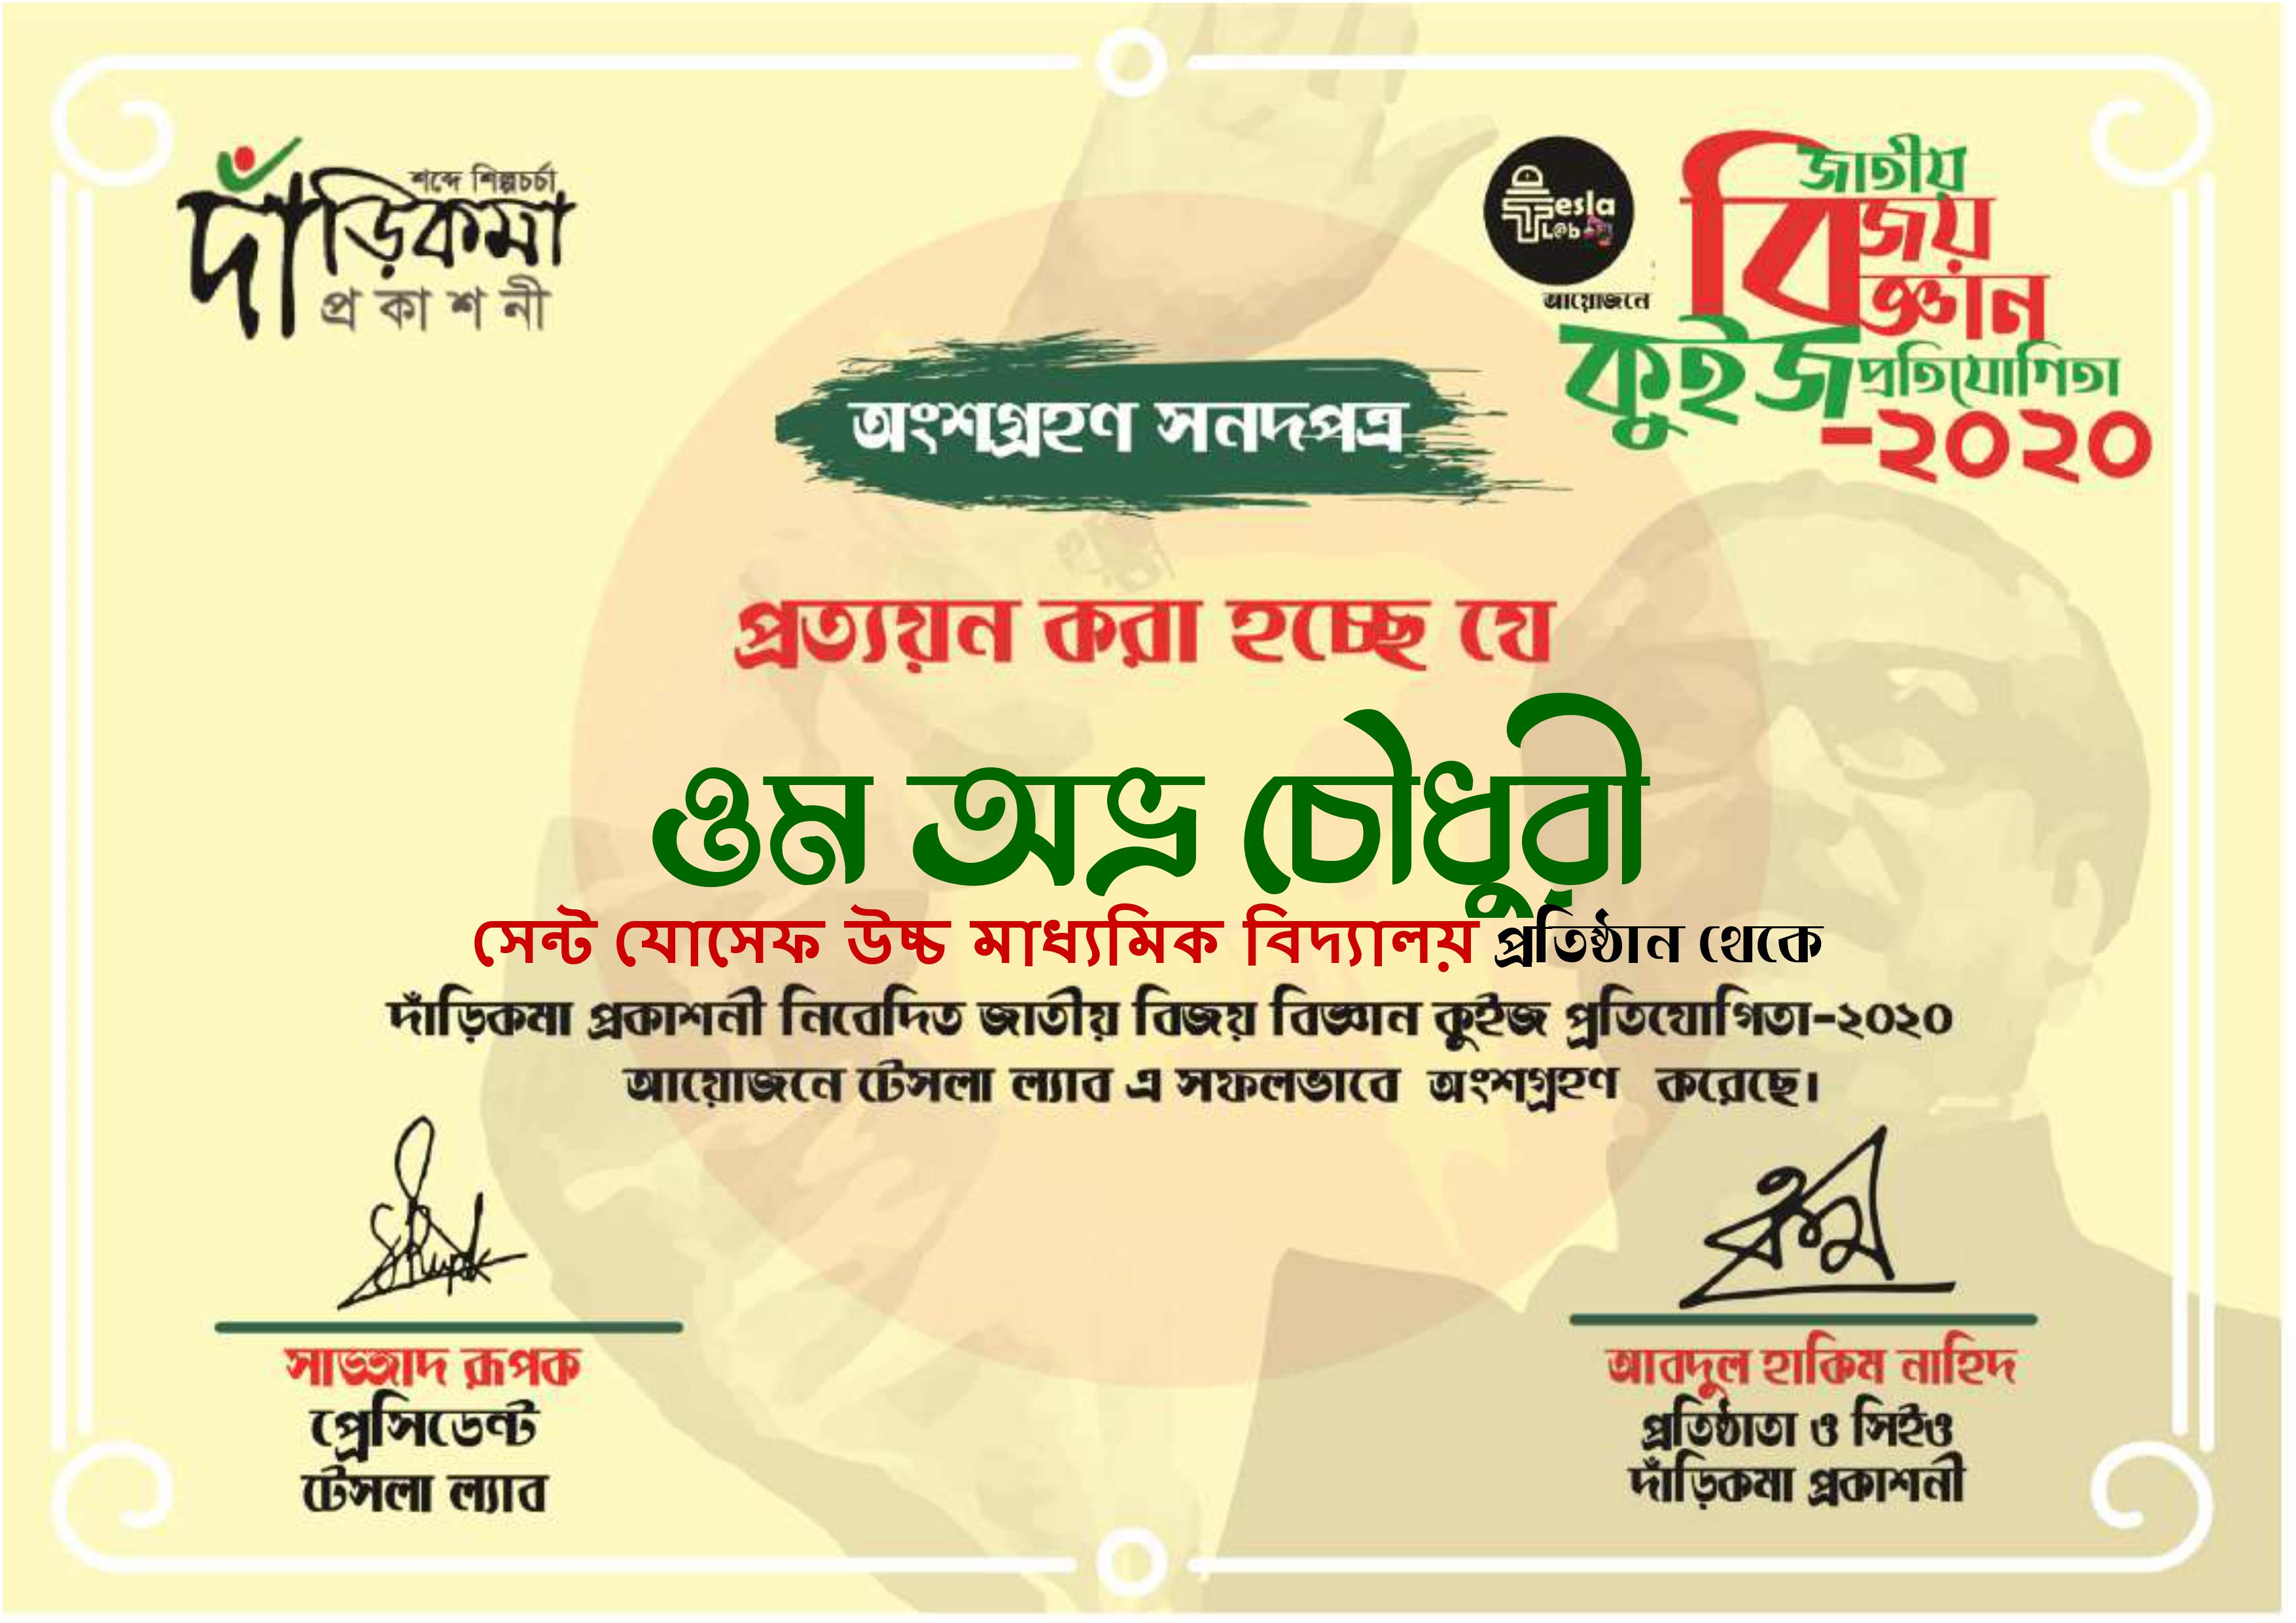 শব্দে শিল্পচর্চা
দাঁড়িকমা
প্রকাশনী
Tesla
L@b
আয়োজনে
জাতীয়
বিজয়
বিজ্ঞান
কুইজ প্রতিযোগিতা
-২০২০
অংশগ্রহণ সনদপত্র
প্রত্যয়ন করা হচ্ছে যে
ওম অভ্র চৌধুরী
সেন্ট যোসেফ উচ্চ মাধ্যমিক বিদ্যালয় প্রতিষ্ঠান থেকে
দাঁড়িকমা প্রকাশনী নিবেদিত জাতীয় বিজয় বিজ্ঞান কুইজ প্রতিযোগিতা-২০২০
আয়োজনে টেসলা ল্যাব এ সফলভাবে অংশগ্রহণ করেছে।
সাজ্জাদ রূপক
প্রেসিডেন্ট
টেসলা ল্যাব
আবদুল হাকিম নাহিদ
প্রতিষ্ঠাতা ও সিইও
দাঁড়িকমা প্রকাশনী